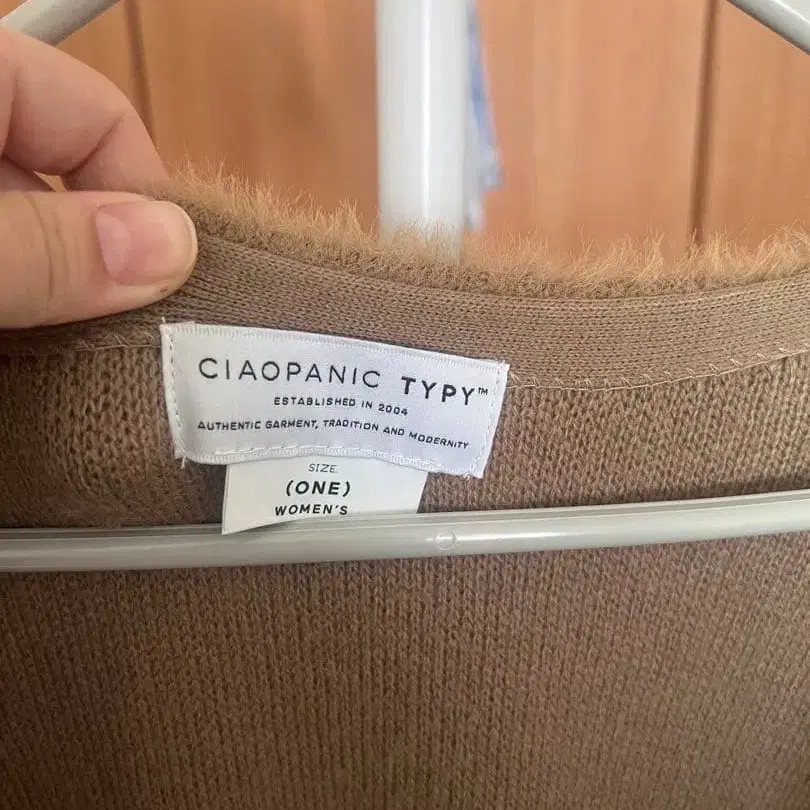 CIAOPANIC TYPY™
ESTABLISHED IN 2004
AUTHENTIC GARMENT, TRADITION AND MODERNITY
SIZE
(ONE)
WOMEN'S